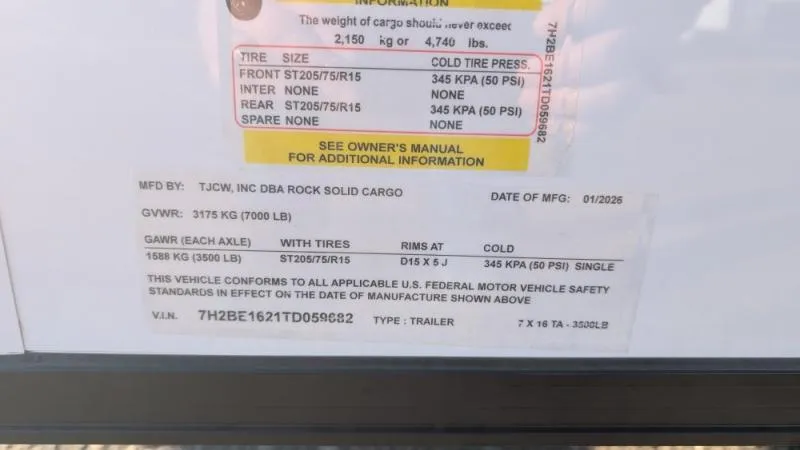 INFORMATION
The weight of cargo should never exceed
2,150 kg or 4,740 lbs.
TIRE SIZE COLD TIRE PRESS.
FRONT ST205/75/R15 345 KPA (50 PSI)
INTER NONE NONE
REAR ST205/75/R15 345 KPA (50 PSI)
SPARE NONE NONE
7H2BE1621TD059682
SEE OWNER'S MANUAL
FOR ADDITIONAL INFORMATION
MFD BY: TJCW, INC DBA ROCK SOLID CARGO DATE OF MFG: 01/2026
GVWR: 3175 KG (7000 LB)
GAWR (EACH AXLE) WITH TIRES RIMS AT COLD
1588 KG (3500 LB) ST205/75/R15 D15 X 5 J 345 KPA (50 PSI) SINGLE
THIS VEHICLE CONFORMS TO ALL APPLICABLE U.S. FEDERAL MOTOR VEHICLE SAFETY
STANDARDS IN EFFECT ON THE DATE OF MANUFACTURE SHOWN ABOVE
V.I.N. 7H2BE1621TD059682 TYPE : TRAILER 7 X 16 TA - 3500LB